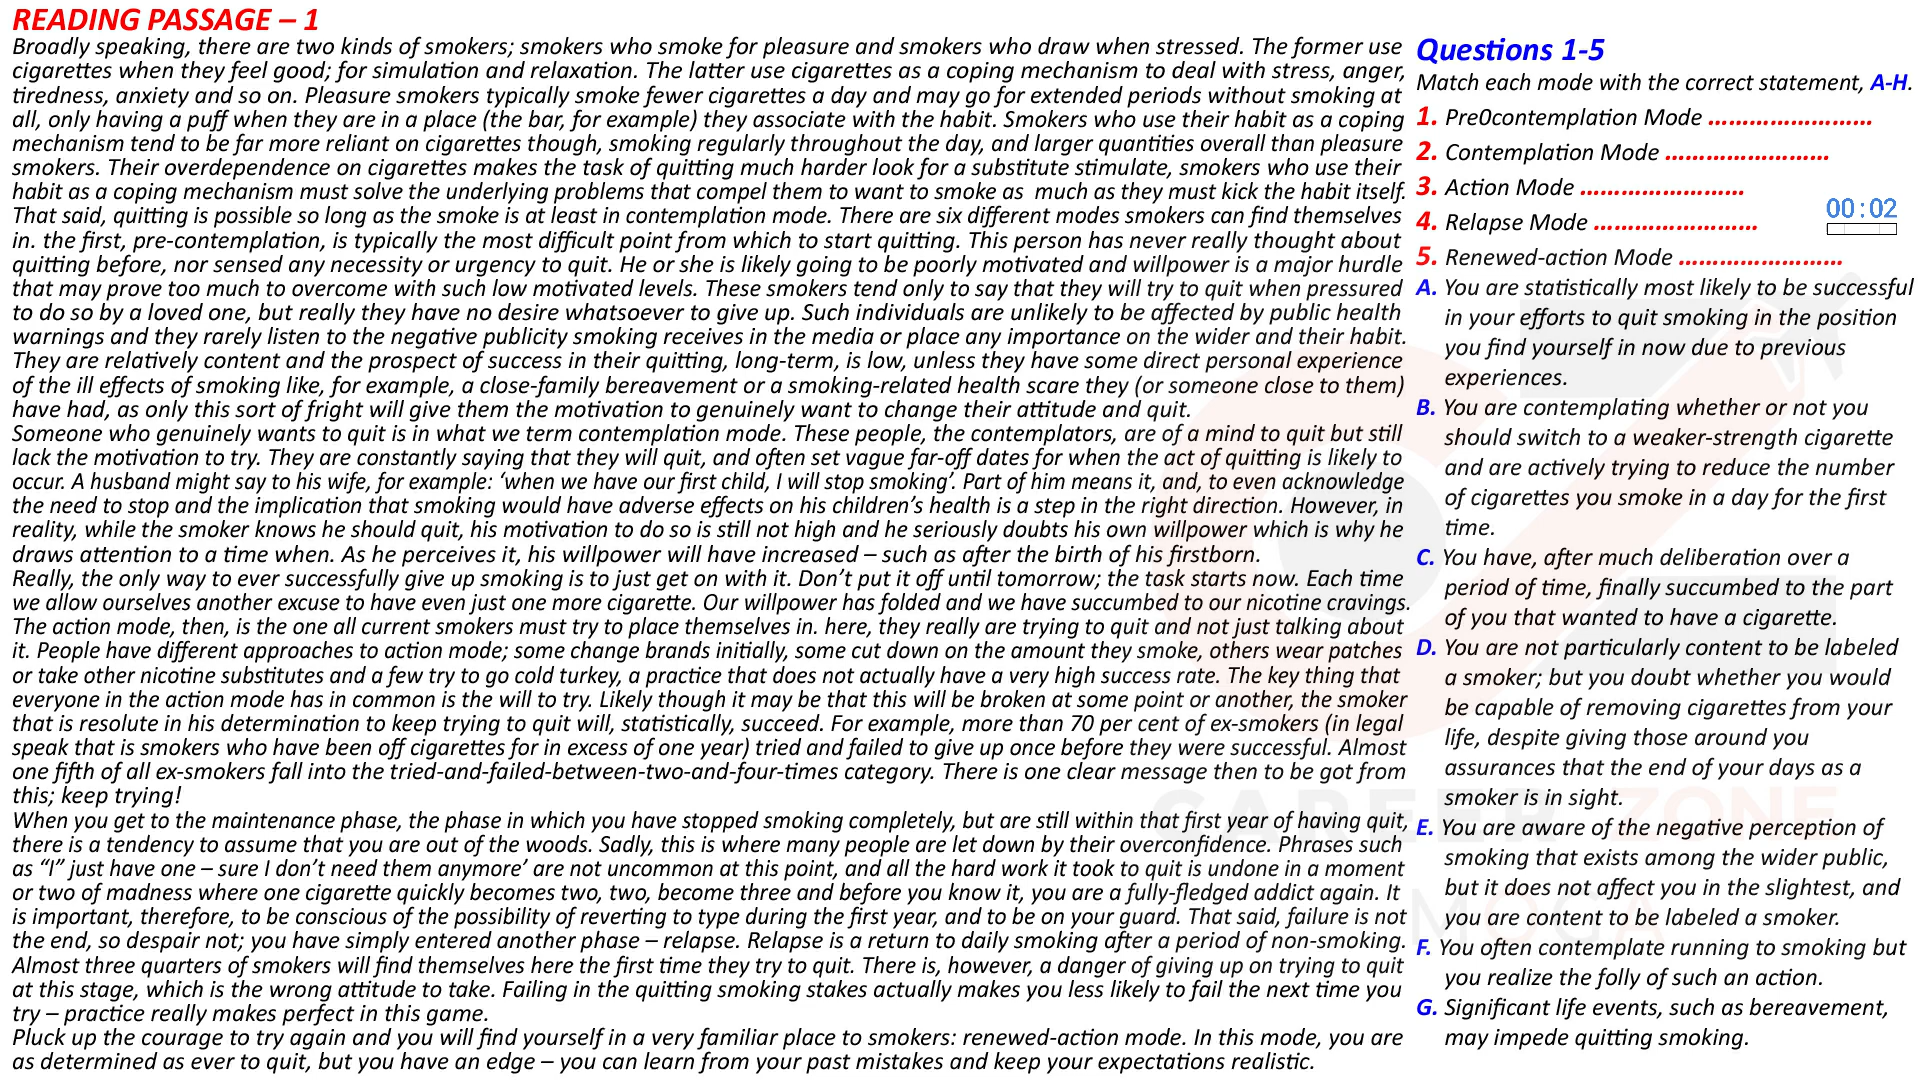 READING PASSAGE – 1
Broadly speaking, there are two kinds of smokers; smokers who smoke for pleasure and smokers who draw when stressed. The former use
cigarettes when they feel good; for simulation and relaxation. The latter use cigarettes as a coping mechanism to deal with stress, anger,
tiredness, anxiety and so on. Pleasure smokers typically smoke fewer cigarettes a day and may go for extended periods without smoking at
all, only having a puff when they are in a place (the bar, for example) they associate with the habit. Smokers who use their habit as a coping
mechanism tend to be far more reliant on cigarettes though, smoking regularly throughout the day, and larger quantities overall than pleasure
smokers. Their overdependence on cigarettes makes the task of quitting much harder look for a substitute stimulate, smokers who use their
habit as a coping mechanism must solve the underlying problems that compel them to want to smoke as much as they must kick the habit itself.
That said, quitting is possible so long as the smoke is at least in contemplation mode. There are six different modes smokers can find themselves
in. the first, pre-contemplation, is typically the most difficult point from which to start quitting. This person has never really thought about
quitting before, nor sensed any necessity or urgency to quit. He or she is likely going to be poorly motivated and willpower is a major hurdle
that may prove too much to overcome with such low motivated levels. These smokers tend only to say that they will try to quit when pressured
to do so by a loved one, but really they have no desire whatsoever to give up. Such individuals are unlikely to be affected by public health
warnings and they rarely listen to the negative publicity smoking receives in the media or place any importance on the wider and their habit.
They are relatively content and the prospect of success in their quitting, long-term, is low, unless they have some direct personal experience
of the ill effects of smoking like, for example, a close-family bereavement or a smoking-related health scare they (or someone close to them)
have had, as only this sort of fright will give them the motivation to genuinely want to change their attitude and quit.
Someone who genuinely wants to quit is in what we term contemplation mode. These people, the contemplators, are of a mind to quit but still
lack the motivation to try. They are constantly saying that they will quit, and often set vague far-off dates for when the act of quitting is likely to
occur. A husband might say to his wife, for example: ‘when we have our first child, I will stop smoking’. Part of him means it, and, to even acknowledge
the need to stop and the implication that smoking would have adverse effects on his children’s health is a step in the right direction. However, in
reality, while the smoker knows he should quit, his motivation to do so is still not high and he seriously doubts his own willpower which is why he
draws attention to a time when. As he perceives it, his willpower will have increased – such as after the birth of his firstborn.
Really, the only way to ever successfully give up smoking is to just get on with it. Don’t put it off until tomorrow; the task starts now. Each time
we allow ourselves another excuse to have even just one more cigarette. Our willpower has folded and we have succumbed to our nicotine cravings.
The action mode, then, is the one all current smokers must try to place themselves in. here, they really are trying to quit and not just talking about
it. People have different approaches to action mode; some change brands initially, some cut down on the amount they smoke, others wear patches
or take other nicotine substitutes and a few try to go cold turkey, a practice that does not actually have a very high success rate. The key thing that
everyone in the action mode has in common is the will to try. Likely though it may be that this will be broken at some point or another, the smoker
that is resolute in his determination to keep trying to quit will, statistically, succeed. For example, more than 70 per cent of ex-smokers (in legal
speak that is smokers who have been off cigarettes for in excess of one year) tried and failed to give up once before they were successful. Almost
one fifth of all ex-smokers fall into the tried-and-failed-between-two-and-four-times category. There is one clear message then to be got from
this; keep trying!
When you get to the maintenance phase, the phase in which you have stopped smoking completely, but are still within that first year of having quit,
there is a tendency to assume that you are out of the woods. Sadly, this is where many people are let down by their overconfidence. Phrases such
as “I” just have one – sure I don’t need them anymore’ are not uncommon at this point, and all the hard work it took to quit is undone in a moment
or two of madness where one cigarette quickly becomes two, two, become three and before you know it, you are a fully-fledged addict again. It
is important, therefore, to be conscious of the possibility of reverting to type during the first year, and to be on your guard. That said, failure is not
the end, so despair not; you have simply entered another phase – relapse. Relapse is a return to daily smoking after a period of non-smoking.
Almost three quarters of smokers will find themselves here the first time they try to quit. There is, however, a danger of giving up on trying to quit
at this stage, which is the wrong attitude to take. Failing in the quitting smoking stakes actually makes you less likely to fail the next time you
try – practice really makes perfect in this game.
Pluck up the courage to try again and you will find yourself in a very familiar place to smokers: renewed-action mode. In this mode, you are
as determined as ever to quit, but you have an edge – you can learn from your past mistakes and keep your expectations realistic.
Questions 1-5
Match each mode with the correct statement, A-H.
1. Pre0contemplation Mode ........................
2. Contemplation Mode ........................
3. Action Mode ........................
4. Relapse Mode ........................
00:02
5. Renewed-action Mode ........................
A. You are statistically most likely to be successful
in your efforts to quit smoking in the position
you find yourself in now due to previous
experiences.
B. You are contemplating whether or not you
should switch to a weaker-strength cigarette
and are actively trying to reduce the number
of cigarettes you smoke in a day for the first
time.
C. You have, after much deliberation over a
period of time, finally succumbed to the part
of you that wanted to have a cigarette.
D. You are not particularly content to be labeled
a smoker; but you doubt whether you would
be capable of removing cigarettes from your
life, despite giving those around you
assurances that the end of your days as a
smoker is in sight.
E. You are aware of the negative perception of
smoking that exists among the wider public,
but it does not affect you in the slightest, and
you are content to be labeled a smoker.
F. You often contemplate running to smoking but
you realize the folly of such an action.
G. Significant life events, such as bereavement,
may impede quitting smoking.
CAREER ZONE
MOGA